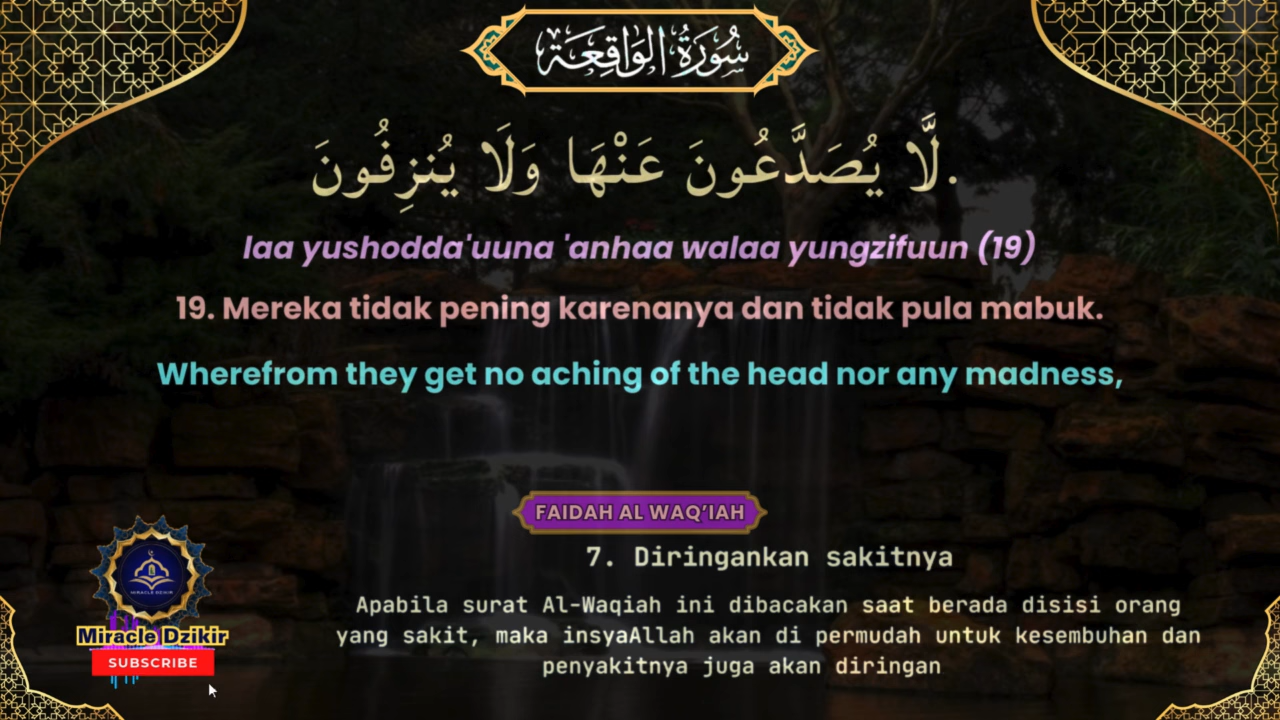 سُورَةُ الوَاقِعَة
لَّا يُصَدَّعُونَ عَنْهَا وَلَا يُنزِفُونَ.
laa yushodda'uuna 'anhaa walaa yungzifuun (19)
19. Mereka tidak pening karenanya dan tidak pula mabuk.
Wherefrom they get no aching of the head nor any madness,
FAIDAH AL WAQ'IAH
7. Diringankan sakitnya
Apabila surat Al-Waqiah ini dibacakan saat berada disisi orang
yang sakit, maka insyaAllah akan di permudah untuk kesembuhan dan
penyakitnya juga akan diringan
MIRACLE DZIKIR
Miracle Dzikir
SUBSCRIBE